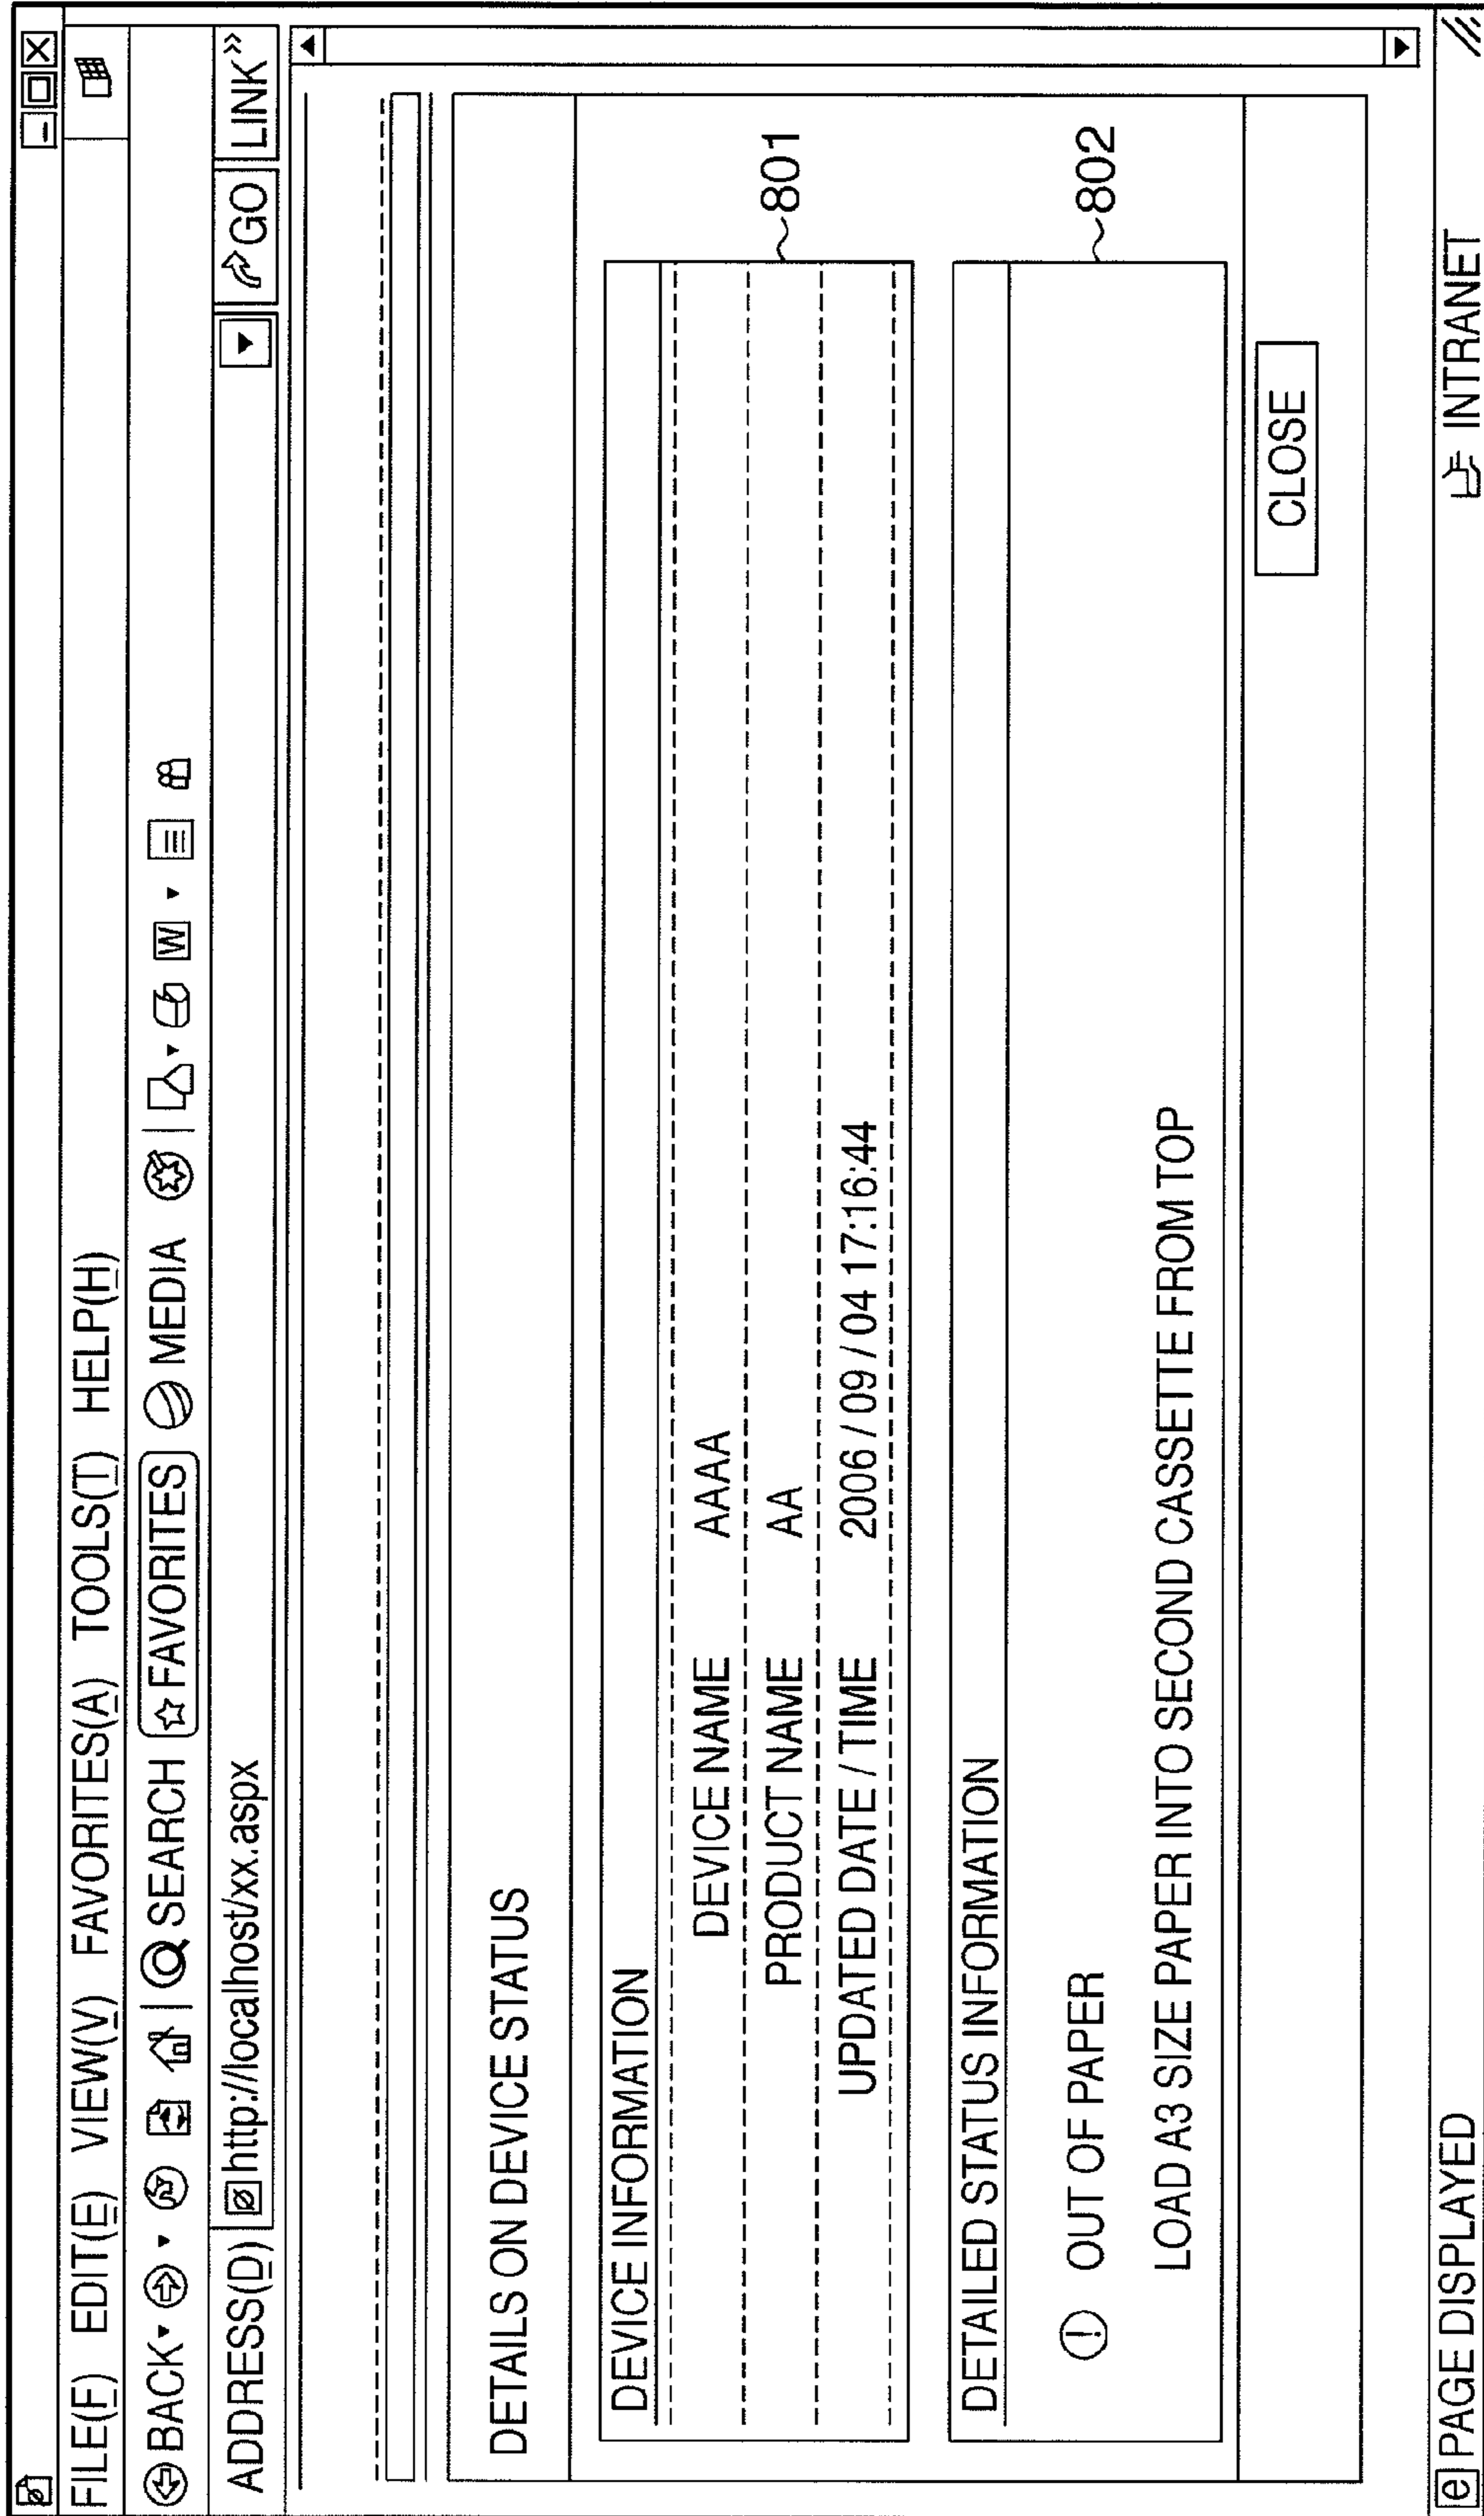 FILE(F) EDIT(E) VIEW(V) FAVORITES(A) TOOLS(T) HELP(H)
BACK SEARCH FAVORITES MEDIA W
ADDRESS(D) http://localhost/xx.aspx GO LINK »
DETAILS ON DEVICE STATUS
DEVICE INFORMATION
DEVICE NAME AAAA
PRODUCT NAME AA
UPDATED DATE / TIME 2006 / 09 / 04 17:16:44
801
DETAILED STATUS INFORMATION
! OUT OF PAPER
802
LOAD A3 SIZE PAPER INTO SECOND CASSETTE FROM TOP
CLOSE
e PAGE DISPLAYED INTRANET